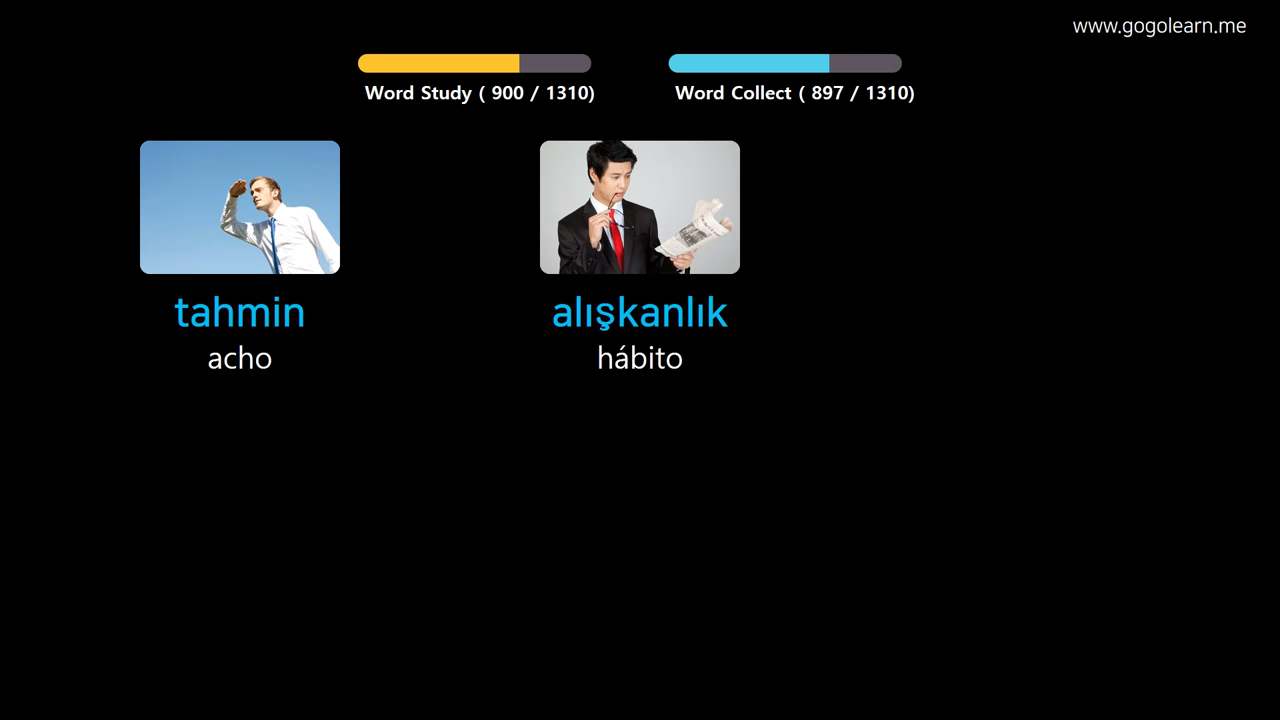 www.gogolearn.me
Word Study ( 900 / 1310)
Word Collect ( 897 / 1310)
tahmin
acho
alışkanlık
hábito